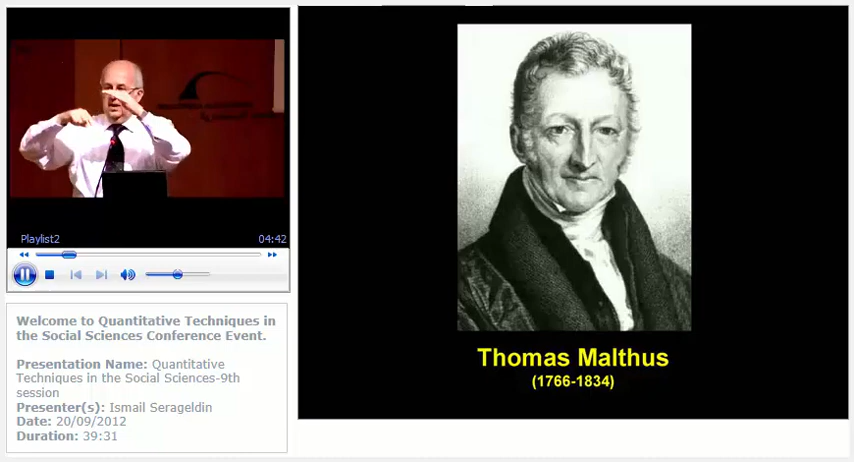 Playlist2
04:42
Welcome to Quantitative Techniques in
the Social Sciences Conference Event.
Presentation Name: Quantitative
Techniques in the Social Sciences-9th
session
Presenter(s): Ismail Serageldin
Date: 20/09/2012
Duration: 39:31
Thomas Malthus
(1766-1834)